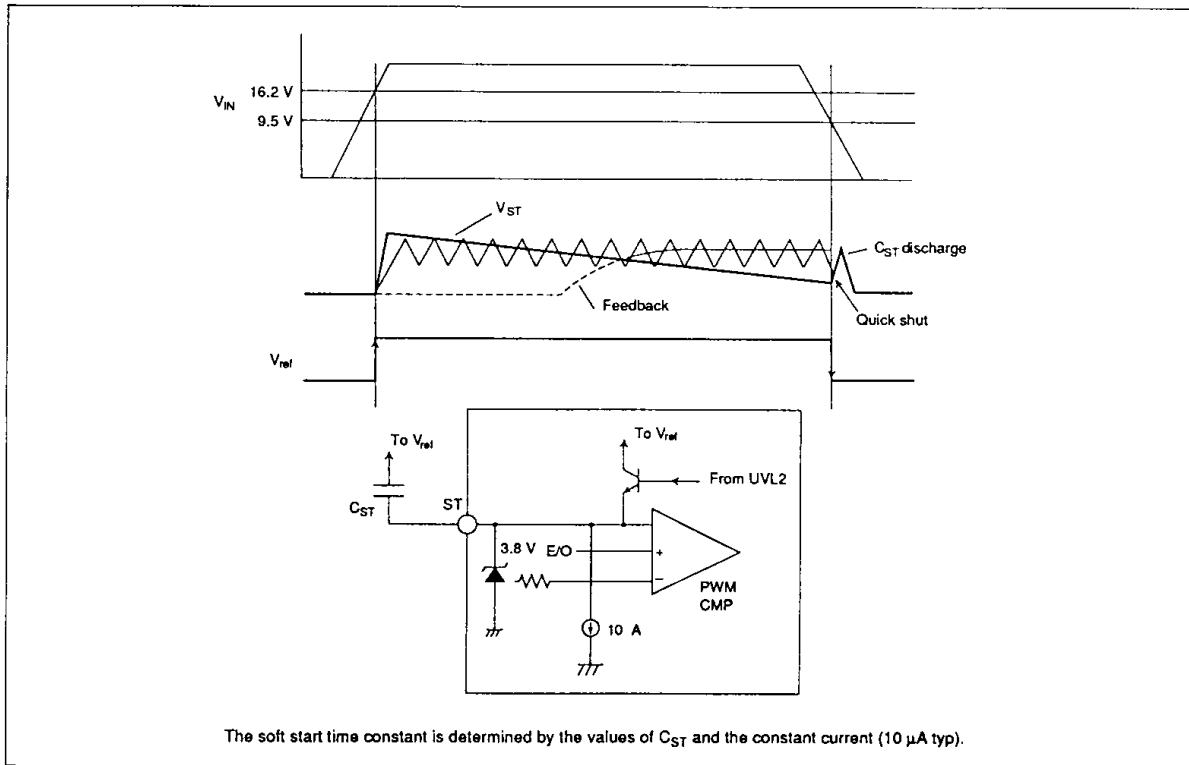 V_IN
16.2 V
9.5 V
V_ST
C_ST discharge
Feedback
Quick shut
V_ref
To V_ref
To V_ref
From UVL2
C_ST
ST
3.8 V
E/O
+
−
PWM
CMP
10 A
The soft start time constant is determined by the values of C_ST and the constant current (10 µA typ).